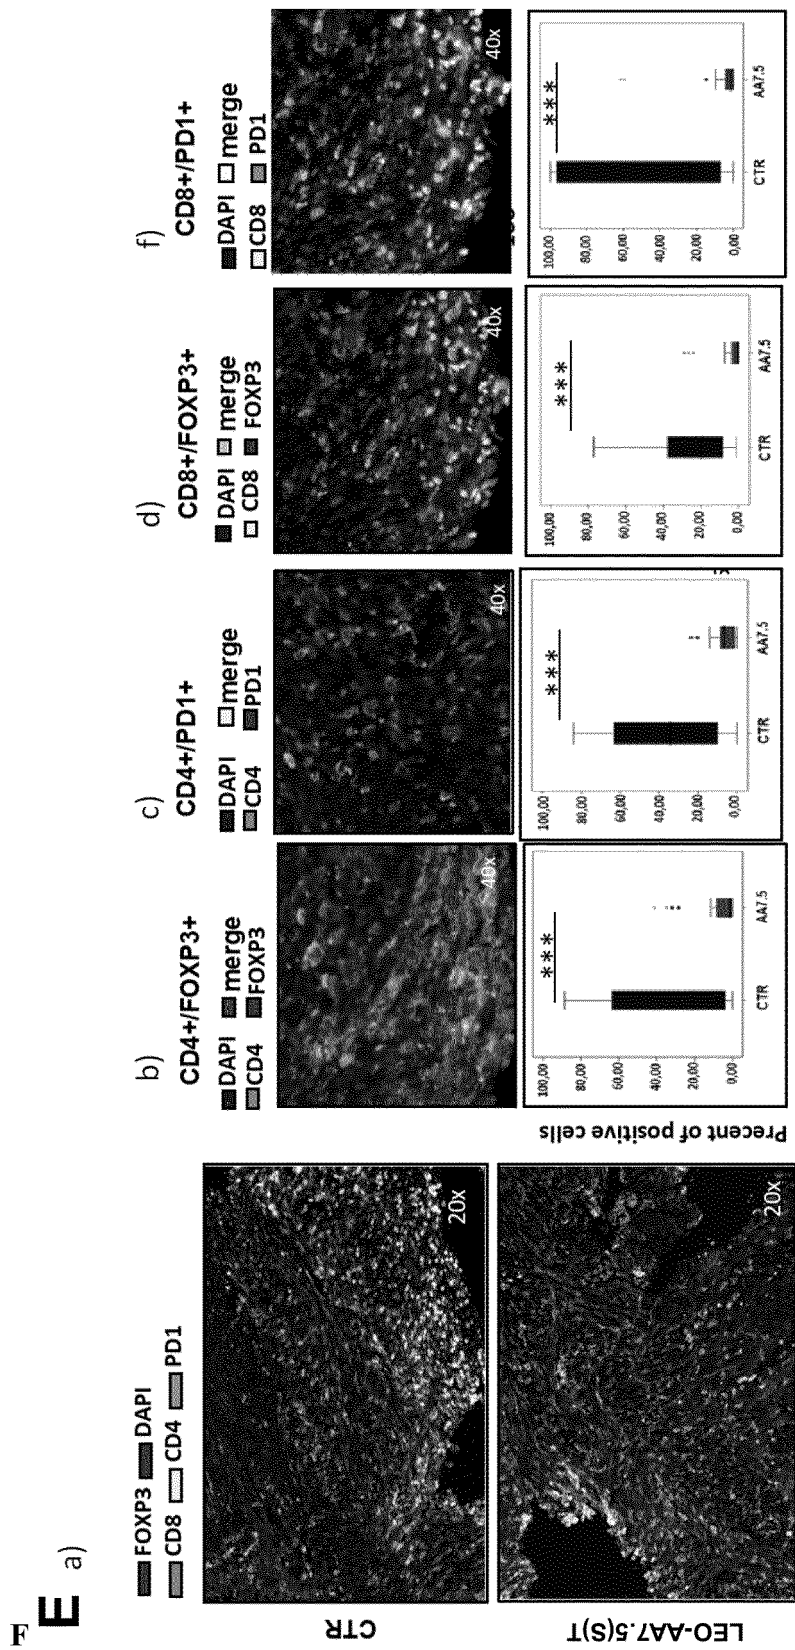 F
E
a)
FOXP3 DAPI
CD8 CD4 PD1
CTR
20x
LEO-AA7.5(S)T
20x
b)
CD4+/FOXP3+
DAPI merge
CD4 FOXP3
40x
Precent of positive cells
100,00
80,00
60,00
40,00
20,00
0,00
***
CTR AA7.5
c)
CD4+/PD1+
DAPI merge
CD4 PD1
40x
100,00
80,00
60,00
40,00
20,00
0,00
***
CTR AA7.5
d)
CD8+/FOXP3+
DAPI merge
CD8 FOXP3
40x
100,00
80,00
60,00
40,00
20,00
0,00
***
CTR AA7.5
f)
CD8+/PD1+
DAPI merge
CD8 PD1
40x
100,00
80,00
60,00
40,00
20,00
0,00
***
CTR AA7.5